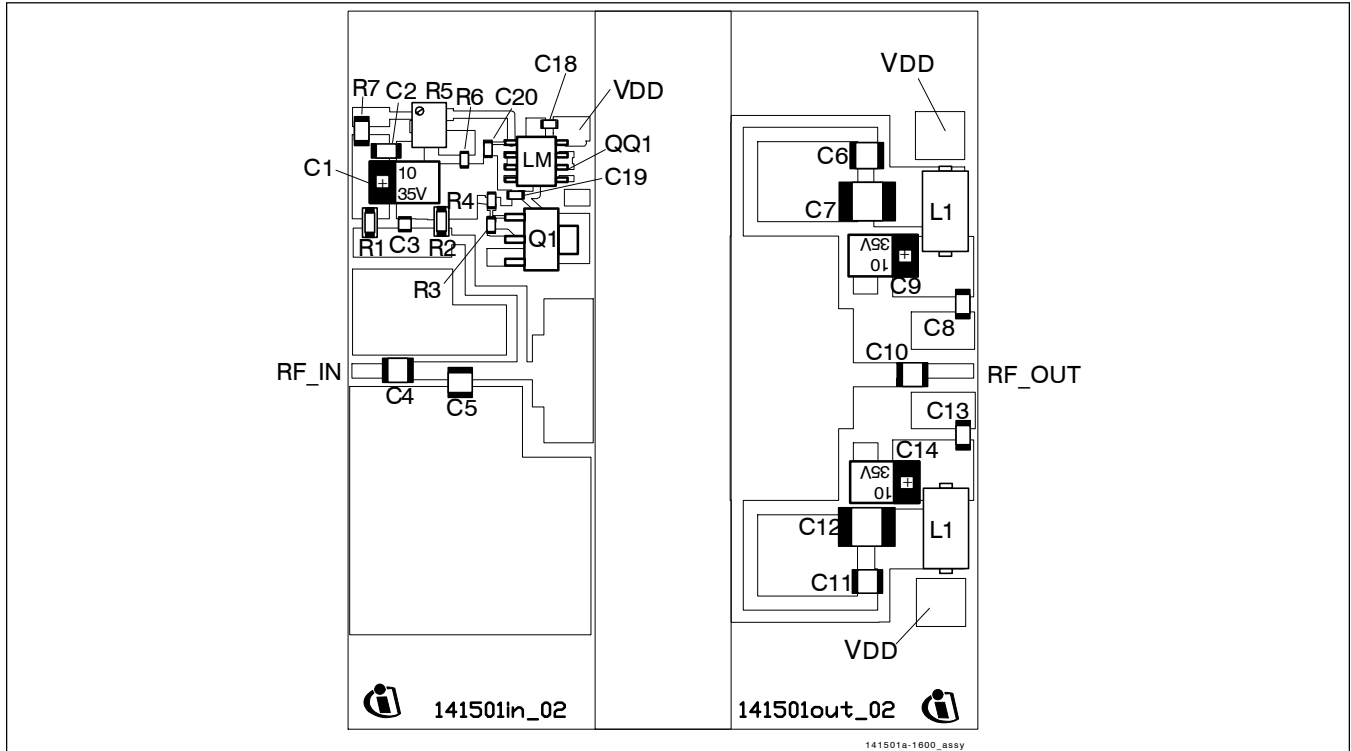 C18
VDD
R7
C2
R5
R6
C20
VDD
QQ1
LM
C1
10
35V
C19
R4
Q1
R1
C3
R2
R3
C6
C7
L1
35V
10
C9
C8
RF_IN
C4
C5
C10
RF_OUT
C13
C14
35V
10
C12
L1
C11
VDD
141501in_02
141501out_02
141501a-1600_assy